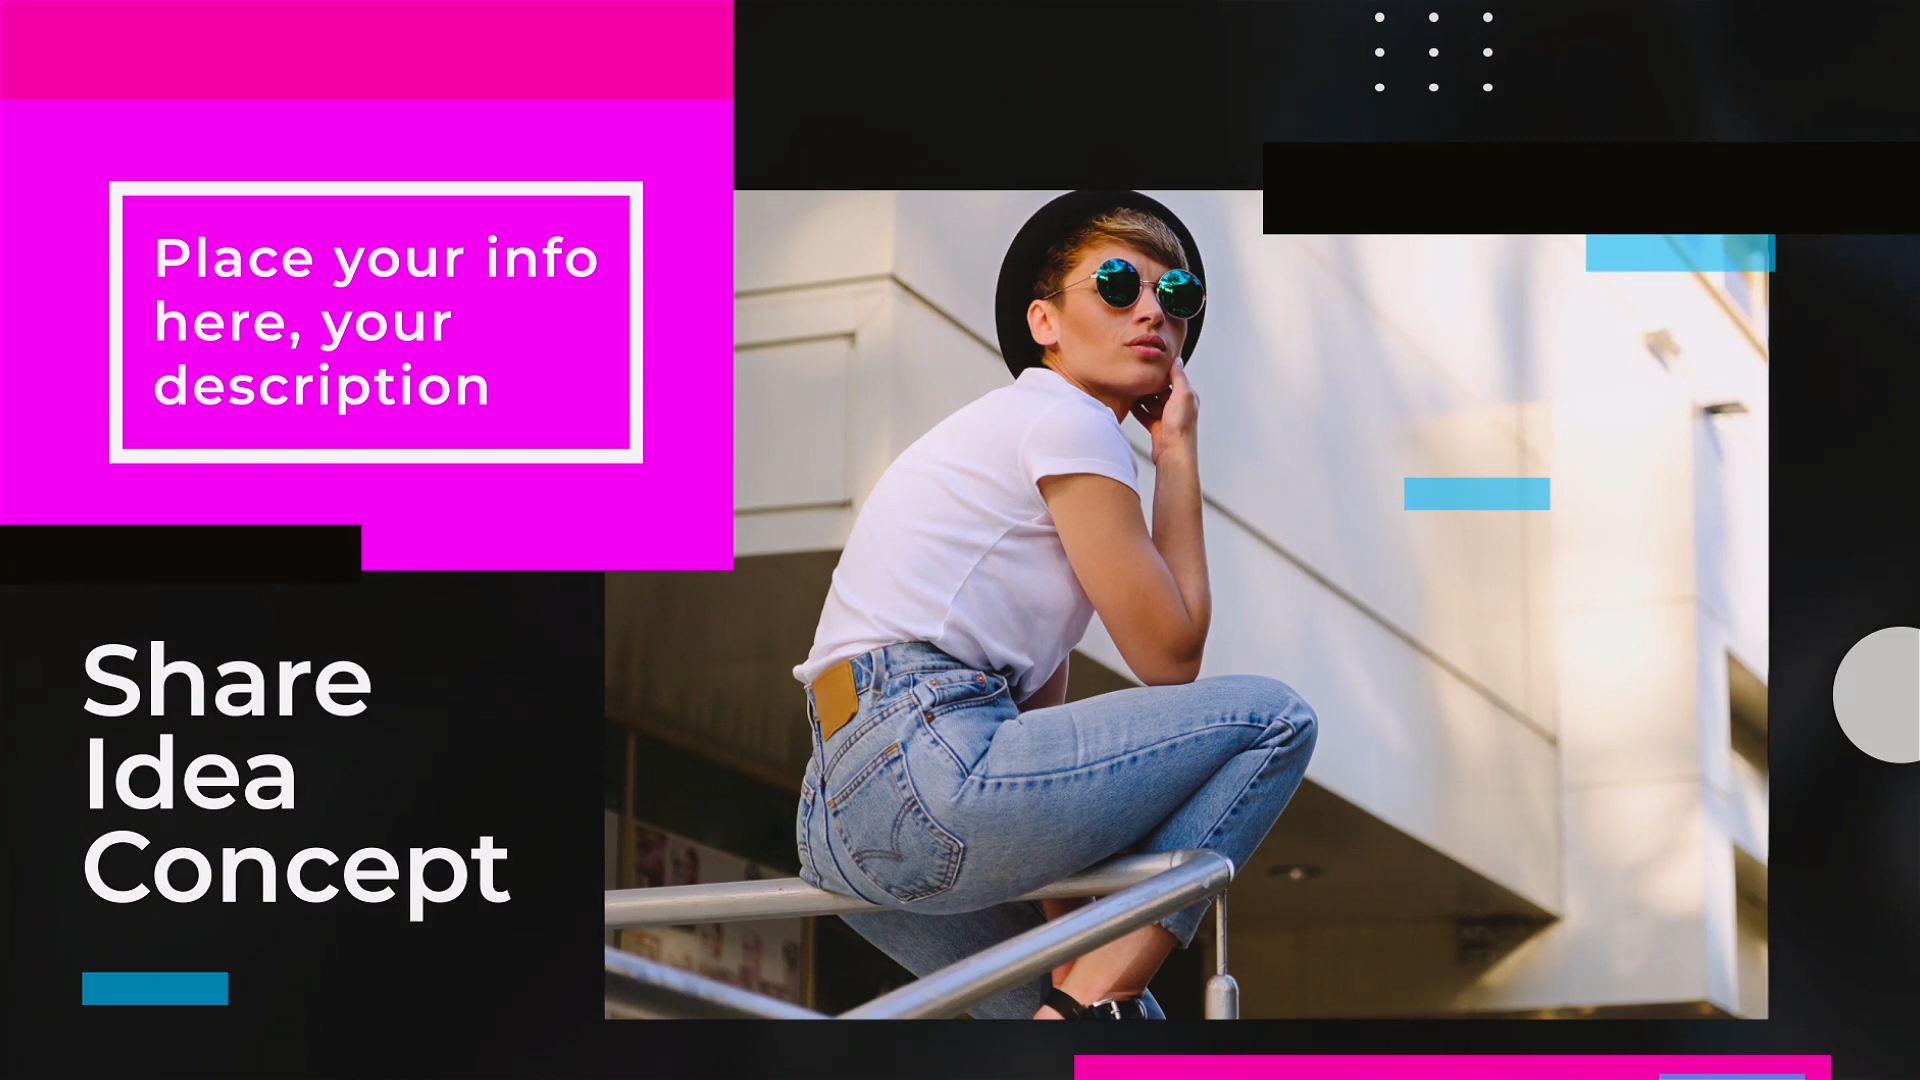 Place your info
here, your
description
Share
Idea
Concept